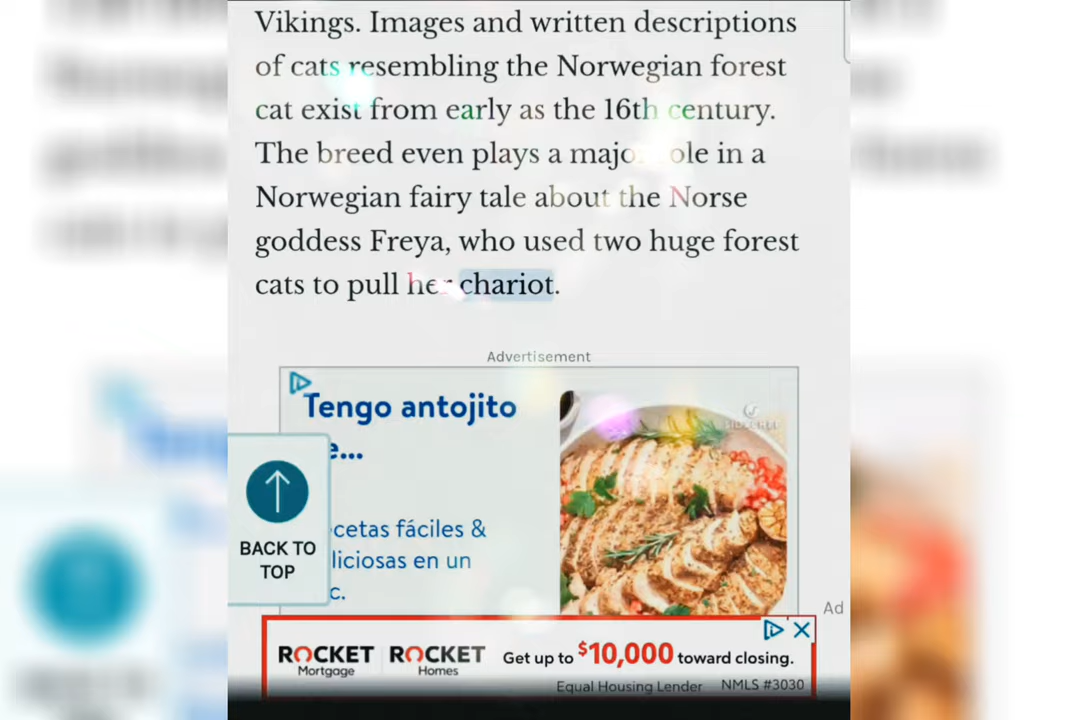 Vikings. Images and written descriptions
of cats resembling the Norwegian forest
cat exist from early as the 16th century.
The breed even plays a major role in a
Norwegian fairy tale about the Norse
goddess Freya, who used two huge forest
cats to pull her chariot.
Advertisement
Tengo antojito
e...
cetas fáciles &
liciosas en un
c.
SIDECHEF
BACK TO
TOP
Ad
ROCKET Mortgage
ROCKET Homes
Get up to $10,000 toward closing.
Equal Housing Lender NMLS #3030